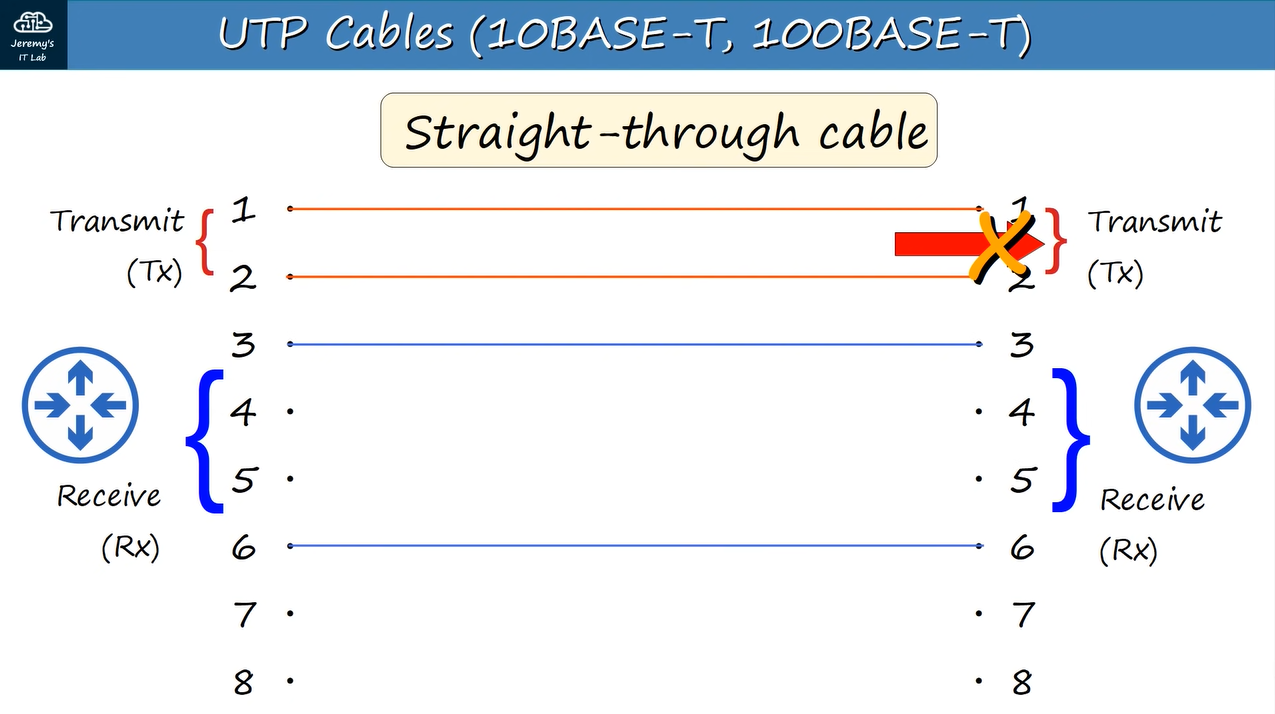 Jeremy's
IT Lab
UTP Cables (10BASE-T, 100BASE-T)
Straight-through cable
Transmit
(Tx)
1
2
3
4
5
6
7
8
Receive
(Rx)
1
2
3
4
5
6
7
8
Transmit
(Tx)
Receive
(Rx)